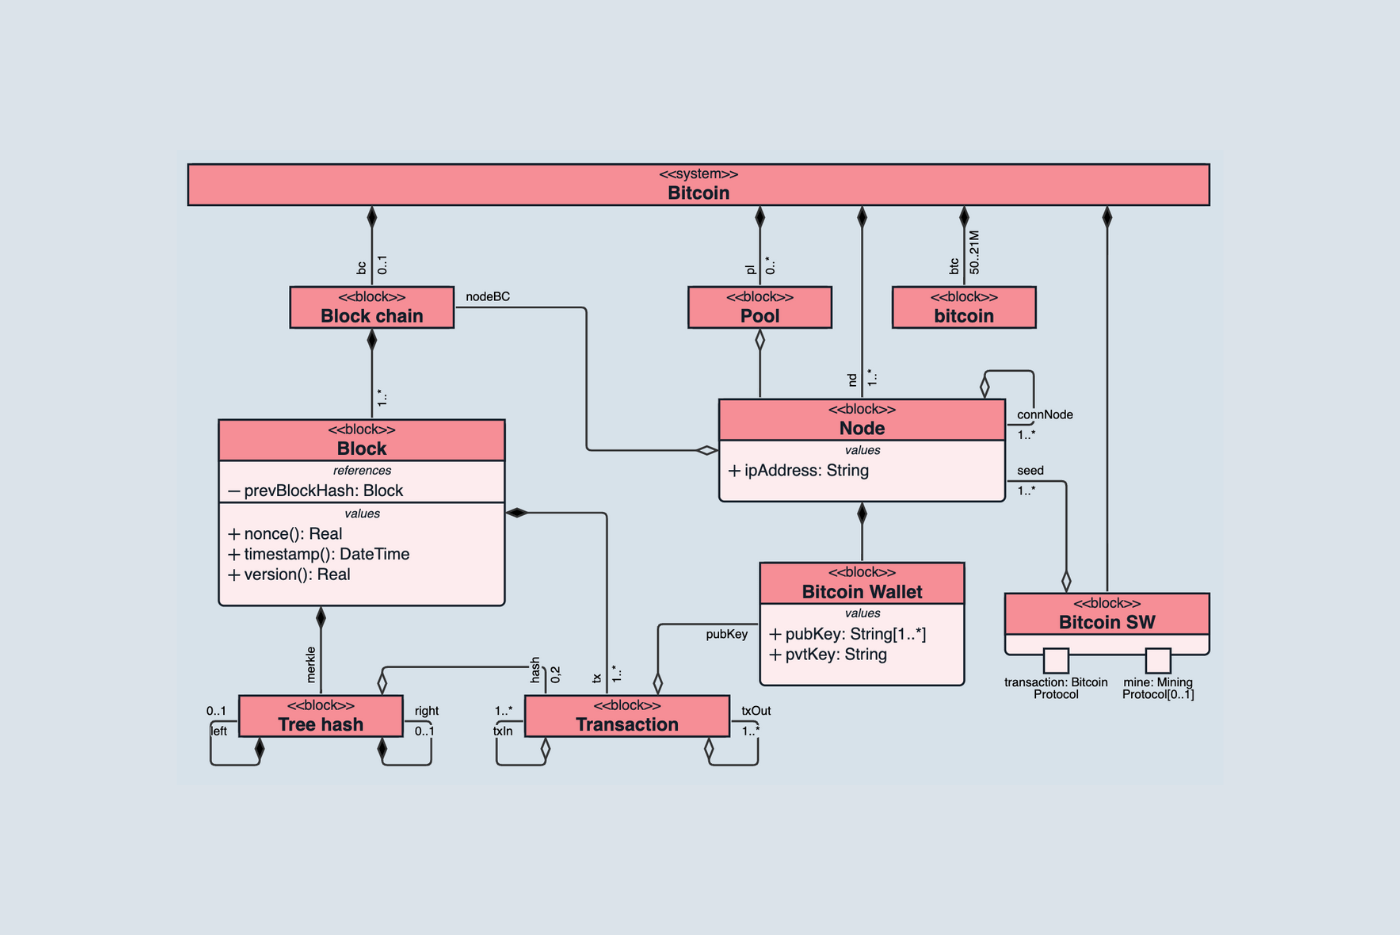 <<system>>
Bitcoin
bc
0..1
pl
0..*
btc
50..21M
<<block>>
Block chain
nodeBC
<<block>>
Pool
<<block>>
bitcoin
1..*
nd
1..*
<<block>>
Block
references
— prevBlockHash: Block
values
+ nonce(): Real
+ timestamp(): DateTime
+ version(): Real
<<block>>
Node
values
+ ipAddress: String
connNode
1..*
seed
1..*
<<block>>
Bitcoin Wallet
values
+ pubKey: String[1..*]
+ pvtKey: String
pubKey
<<block>>
Bitcoin SW
transaction: Bitcoin
Protocol
mine: Mining
Protocol[0..1]
merkle
hash
0,2
tx
1..*
<<block>>
Tree hash
0..1
left
right
0..1
<<block>>
Transaction
1..*
txIn
txOut
1..*